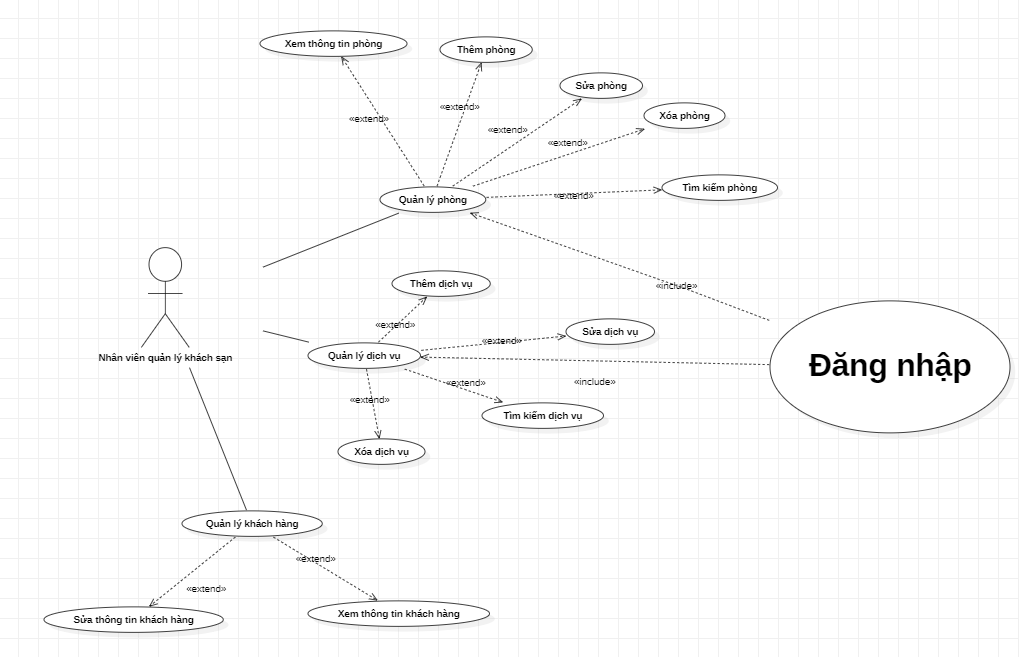 Xem thông tin phòng
Thêm phòng
Sửa phòng
«extend»
«extend»
Xóa phòng
«extend»
«extend»
Tìm kiếm phòng
«extend»
Quản lý phòng
Thêm dịch vụ
«include»
«extend»
Sửa dịch vụ
«extend»
Quản lý dịch vụ
Nhân viên quản lý khách sạn
Đăng nhập
«extend»
«include»
«extend»
Tìm kiếm dịch vụ
Xóa dịch vụ
Quản lý khách hàng
«extend»
«extend»
Sửa thông tin khách hàng
Xem thông tin khách hàng